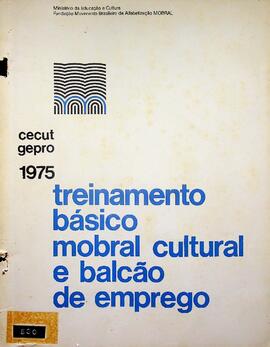 Ministério da Educação e Cultura
Fundação Movimento Brasileiro de Alfabetização MOBRAL
cecut
gepro
1975
treinamento
básico
mobral cultural
e balcão
de emprego